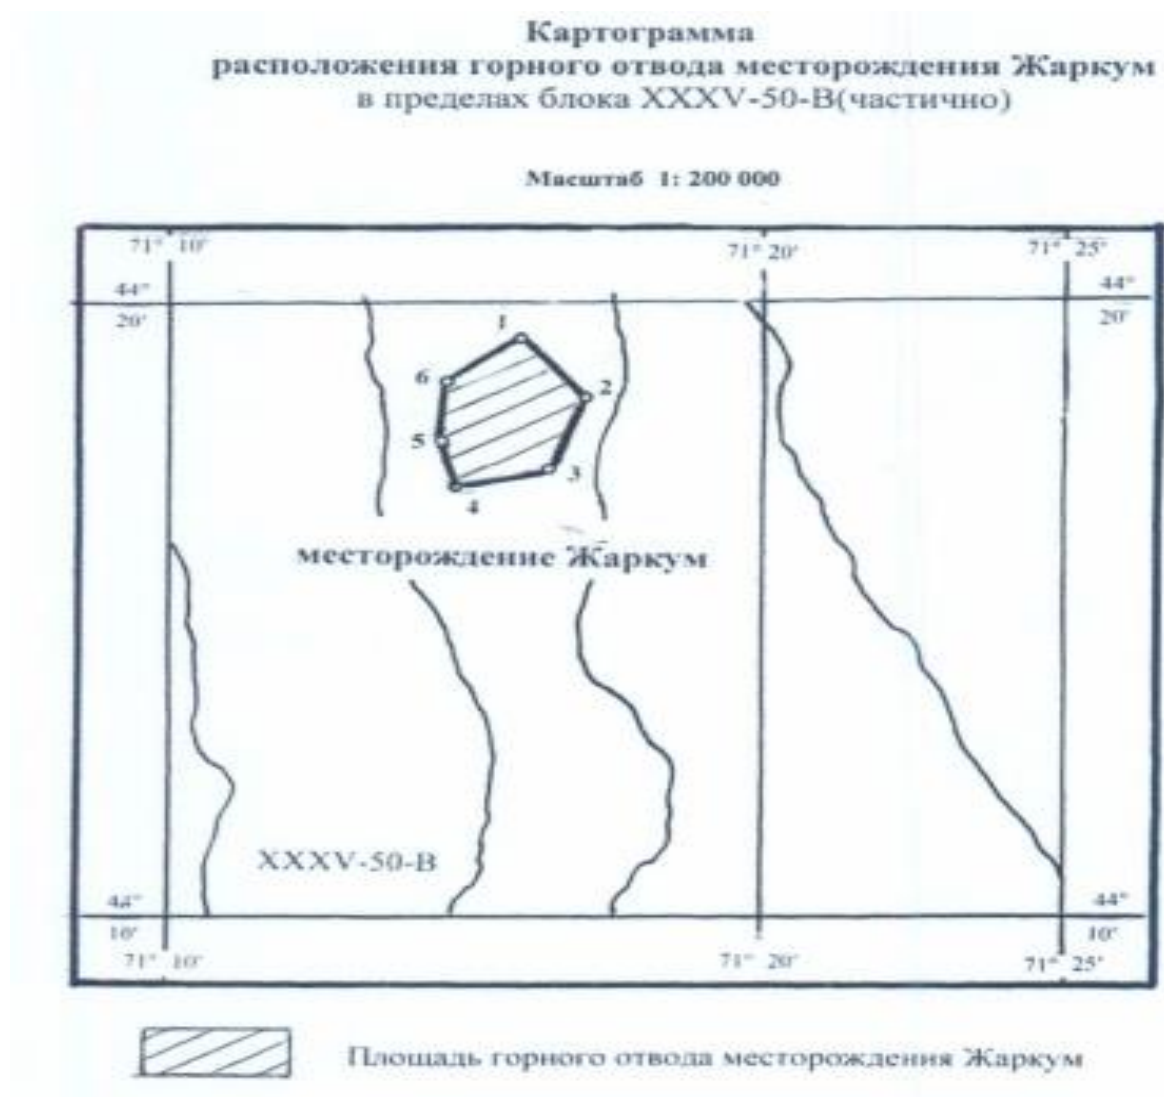 Картограмма
расположения горного отвода месторождения Жаркум
в пределах блока XXXV-50-В(частично)
Масштаб 1: 200 000
71° 10' 71° 20' 71° 25'
44° 44°
20' 20'
1
6
2
5
3
4
месторождение Жаркум
XXXV-50-В
44° 44°
10' 10'
71° 10' 71° 20' 71° 25'
Площадь горного отвода месторождения Жаркум